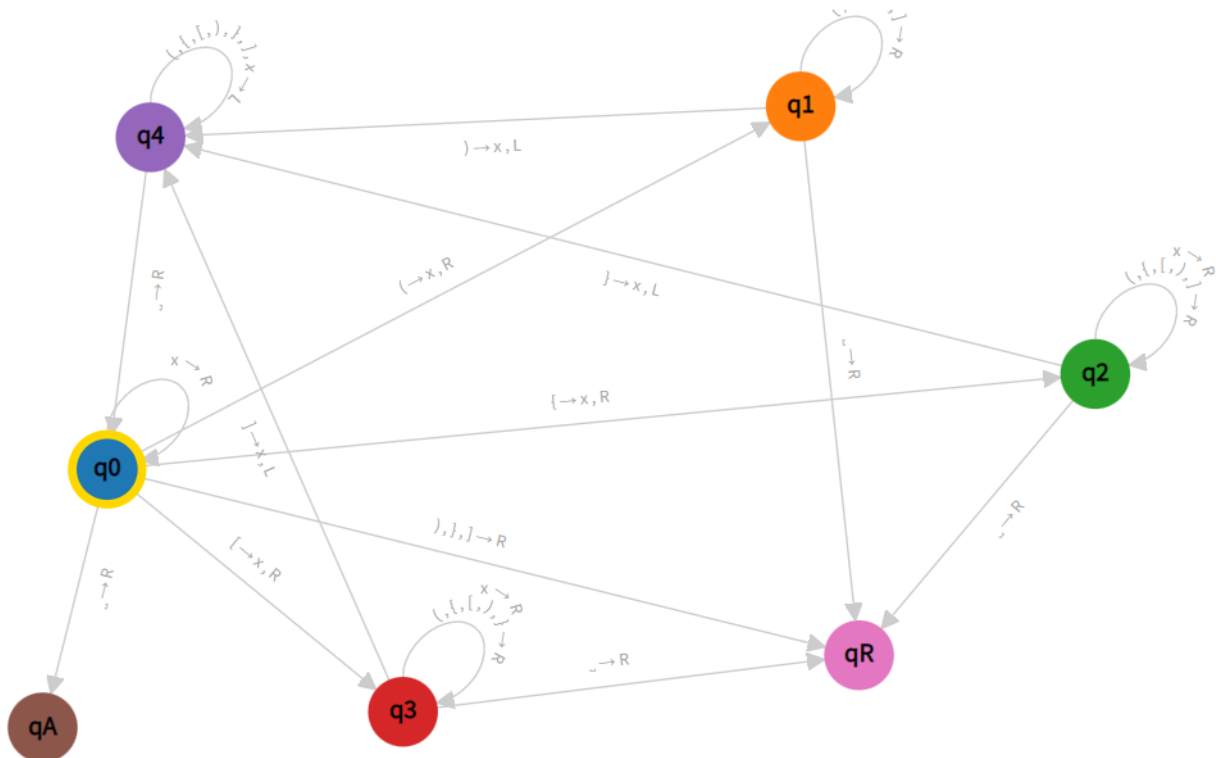 (,{,[,),},],x→L
q4
q1
]→R
)→x,L
(→x,R
}→x,L
x→R
(,{,[,),]→R
q2
,→R
x→R
{→x,R
,→R
]→x,L
q0
),},]→R
,→R
[→x,R
,→R
x→R
(,{,[,),}→R
,→R
qR
q3
qA